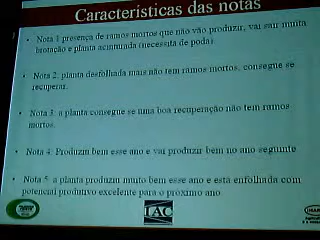 Características das notas
• Nota 1 presença de ramos mortos que não vão produzir, vai sair muita
brotação e planta acinturada (necessita de poda).
• Nota 2: planta desfolhada mais não tem ramos mortos, consegue se
recuperar.
• Nota 3: a planta consegue se uma boa recuperação não tem ramos
mortos.
• Nota 4: Produziu bem esse ano e vai produzir bem no ano seguinte
• Nota 5: a planta produziu muito bem esse ano e está enfolhada com
potencial produtivo excelente para o próximo ano
IAC